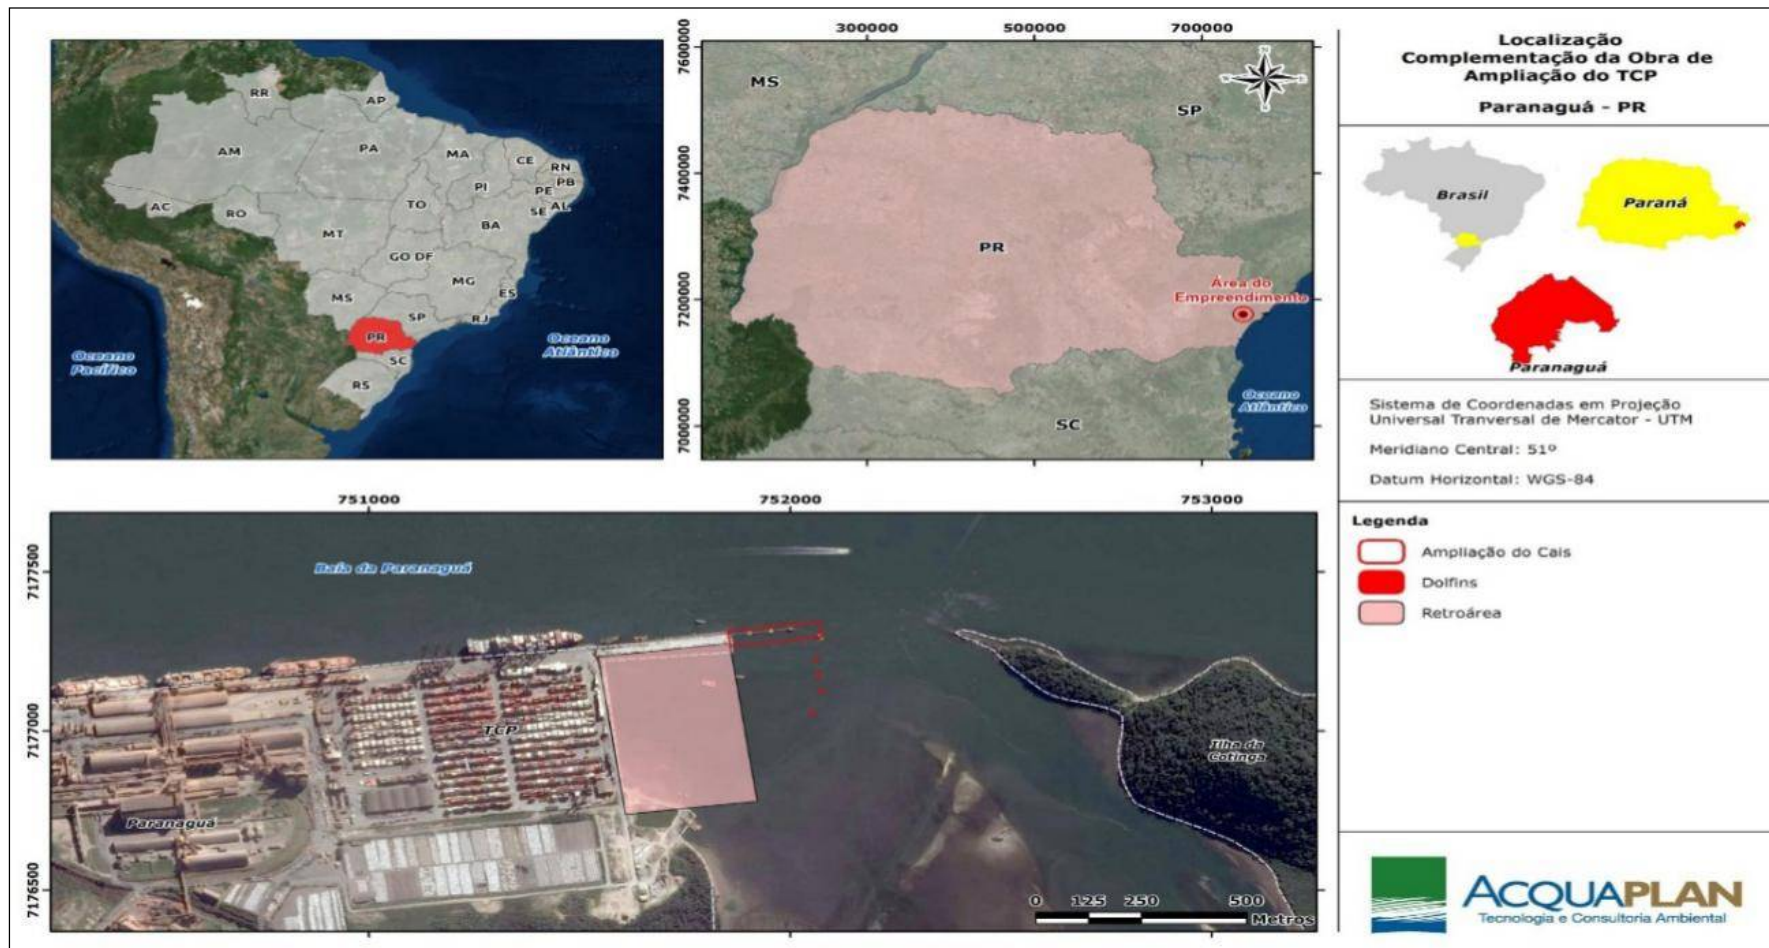 RR
AP
AM
PA
MA
CE
RN
PB
PI
PE
AC
RO
TO
SE
AL
BA
MT
GO DF
MG
MS
ES
SP
RJ
PR
SC
RS
Oceano
Pacífico
Oceano
Atlântico
300000
500000
700000
7600000
7400000
7200000
7000000
MS
SP
PR
Área do
Empreendimento
Oceano
Atlântico
SC
Localização
Complementação da Obra de
Ampliação do TCP
Paranaguá - PR
Brasil
Paraná
Paranaguá
Sistema de Coordenadas em Projeção
Universal Tranversal de Mercator - UTM
Meridiano Central: 51º
Datum Horizontal: WGS-84
751000
752000
753000
7177500
7177000
7176500
Baía da Paranaguá
TCP
Paranaguá
Ilha da
Cotinga
0 125 250 500
Metros
Legenda
Ampliação do Cais
Dolfins
Retroárea
ACQUAPLAN
Tecnologia e Consultoria Ambiental